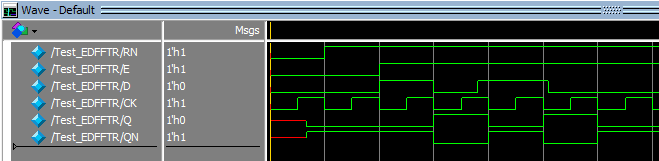 Wave - Default
Msgs
/Test_EDFFTR/RN 1'h1
/Test_EDFFTR/E 1'h1
/Test_EDFFTR/D 1'h0
/Test_EDFFTR/CK 1'h1
/Test_EDFFTR/Q 1'h0
/Test_EDFFTR/QN 1'h1